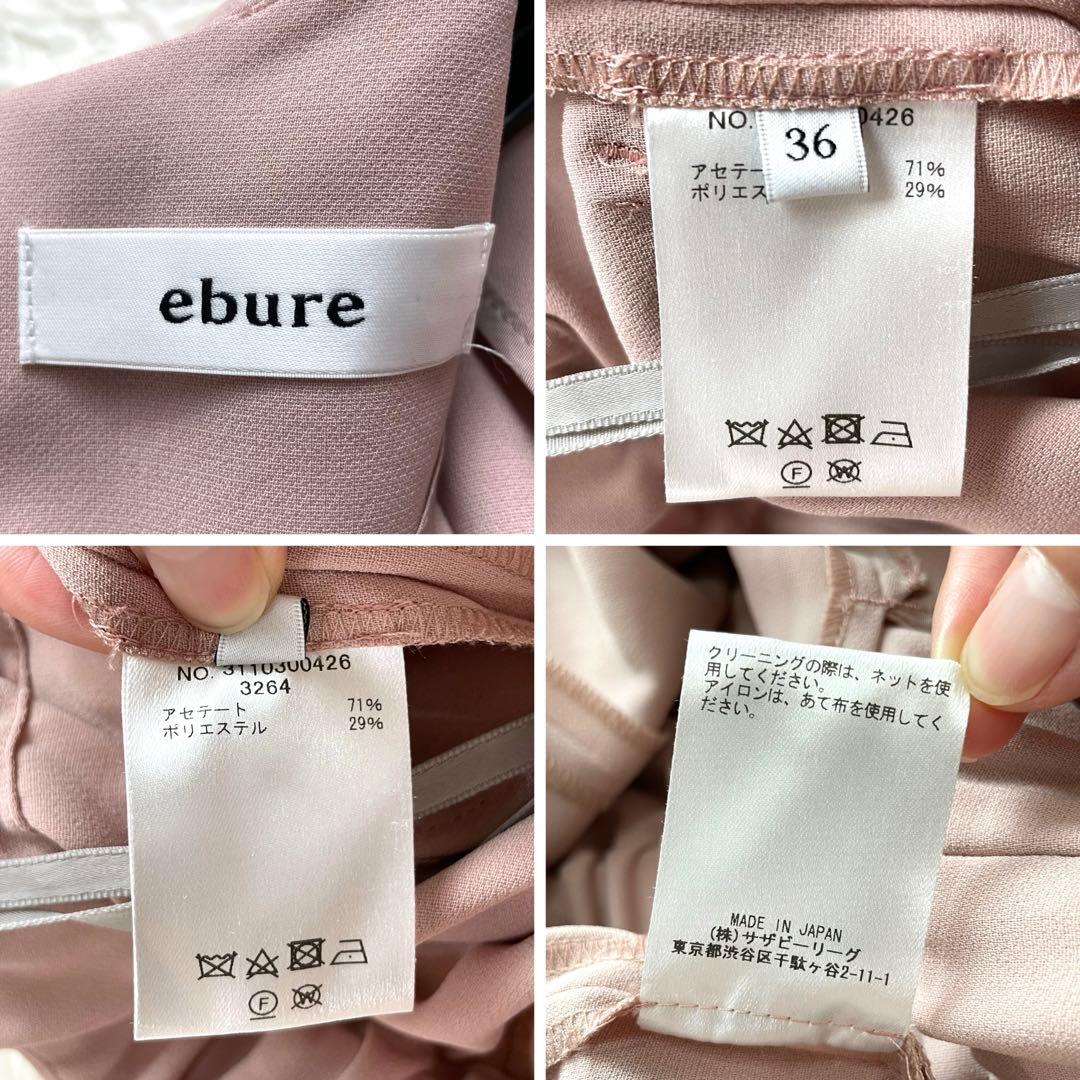 ebure
NO. 0426
36
アセテー 71%
ポリエス 29%
F
W
NO. 3110300426
3264
アセテート 71%
ポリエステル 29%
F
W
クリーニングの際は、ネットを使
用してください。
アイロンは、あて布を使用してく
ださい。
MADE IN JAPAN
(株)サザビーリーグ
東京都渋谷区千駄ヶ谷2-11-1